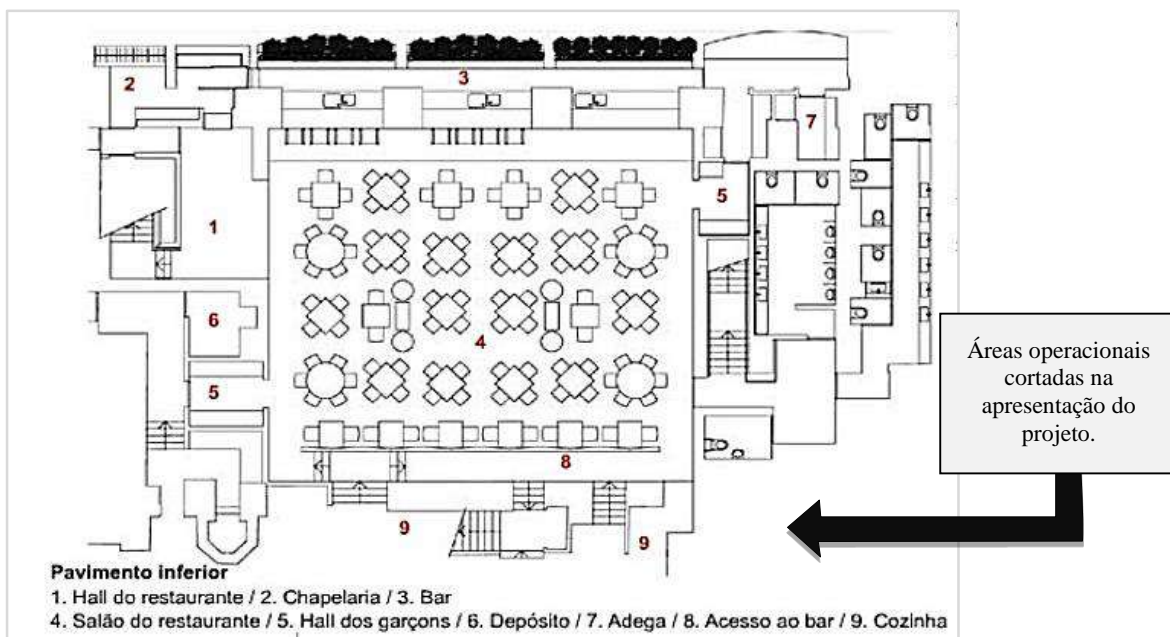 2
3
7
5
1
6
4
5
8
9
9
Áreas operacionais
cortadas na
apresentação do
projeto.
Pavimento inferior
1. Hall do restaurante / 2. Chapelaria / 3. Bar
4. Salão do restaurante / 5. Hall dos garçons / 6. Depósito / 7. Adega / 8. Acesso ao bar / 9. Cozinha